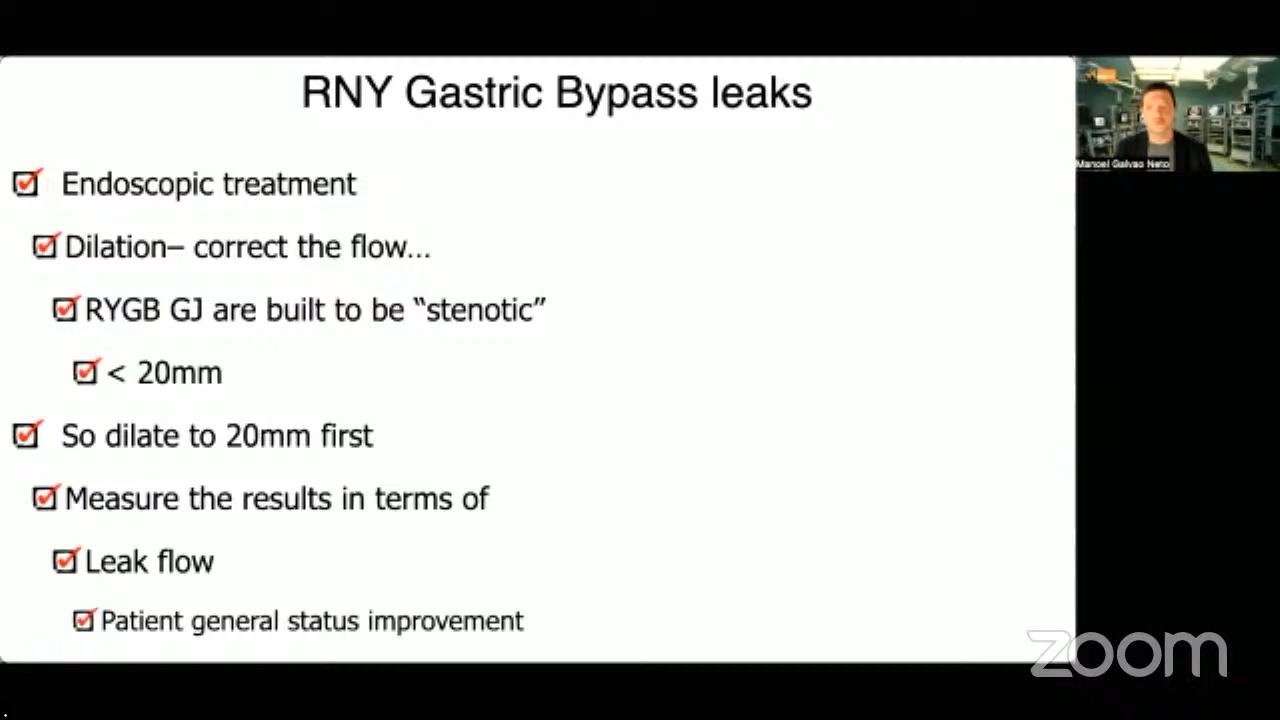 RNY Gastric Bypass leaks
Manoel Galvao Neto
Endoscopic treatment
Dilation– correct the flow...
RYGB GJ are built to be “stenotic”
< 20mm
So dilate to 20mm first
Measure the results in terms of
Leak flow
Patient general status improvement
zoom